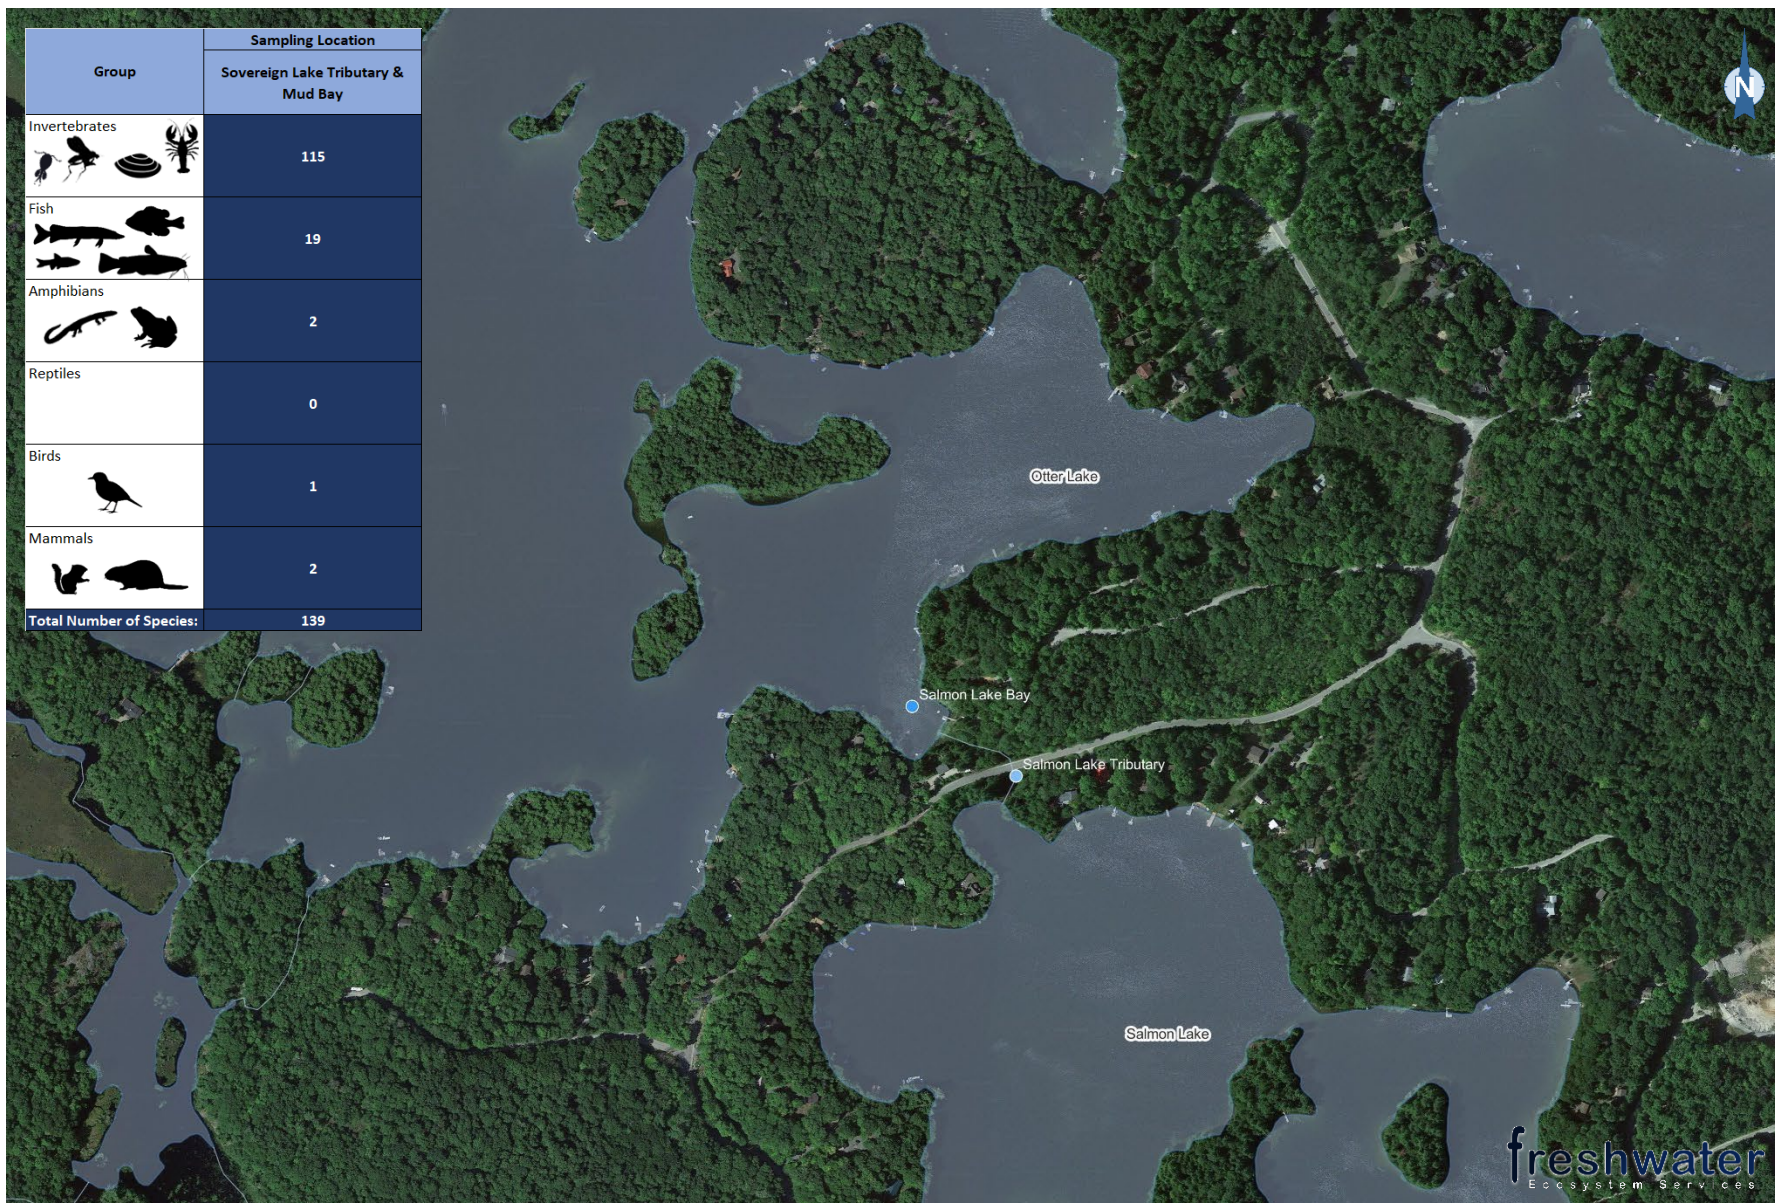 Group
Sampling Location
Sovereign Lake Tributary &
Mud Bay
Invertebrates
115
Fish
19
Amphibians
2
Reptiles
0
Birds
1
Mammals
2
Total Number of Species:
139
N
Otter Lake
Salmon Lake Bay
Salmon Lake Tributary
Salmon Lake
freshwater
Ecosystem Services